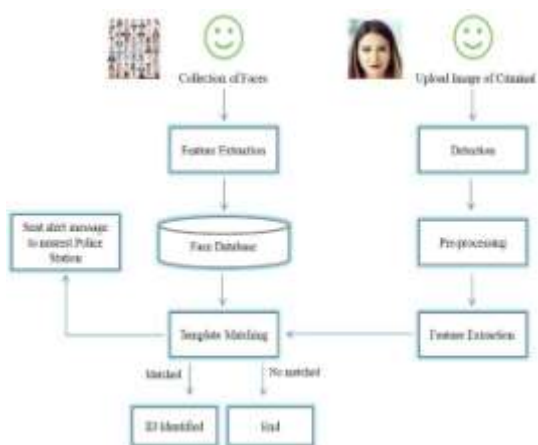 Collection of Faces
Upload Image of Criminal
Feature Extraction
Detection
Sent alert message
to nearest Police
Station
Face Database
Pre-processing
Template Matching
Feature Extraction
Matched
No matched
ID Identified
End